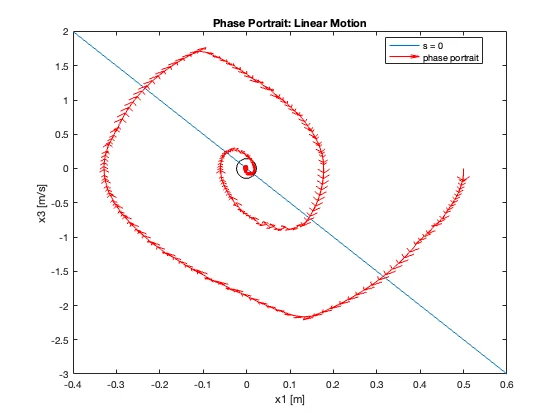 Phase Portrait: Linear Motion
s = 0
phase portrait
2
1.5
1
0.5
0
-0.5
-1
-1.5
-2
-2.5
-3
x3 [m/s]
-0.4 -0.3 -0.2 -0.1 0 0.1 0.2 0.3 0.4 0.5 0.6
x1 [m]